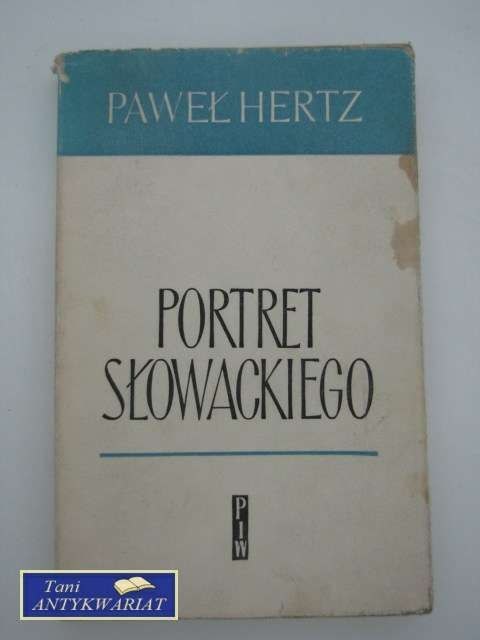 PAWEŁ HERTZ
PORTRET
SŁOWACKIEGO
P
I
W
Tani
ANTYKWARIAT